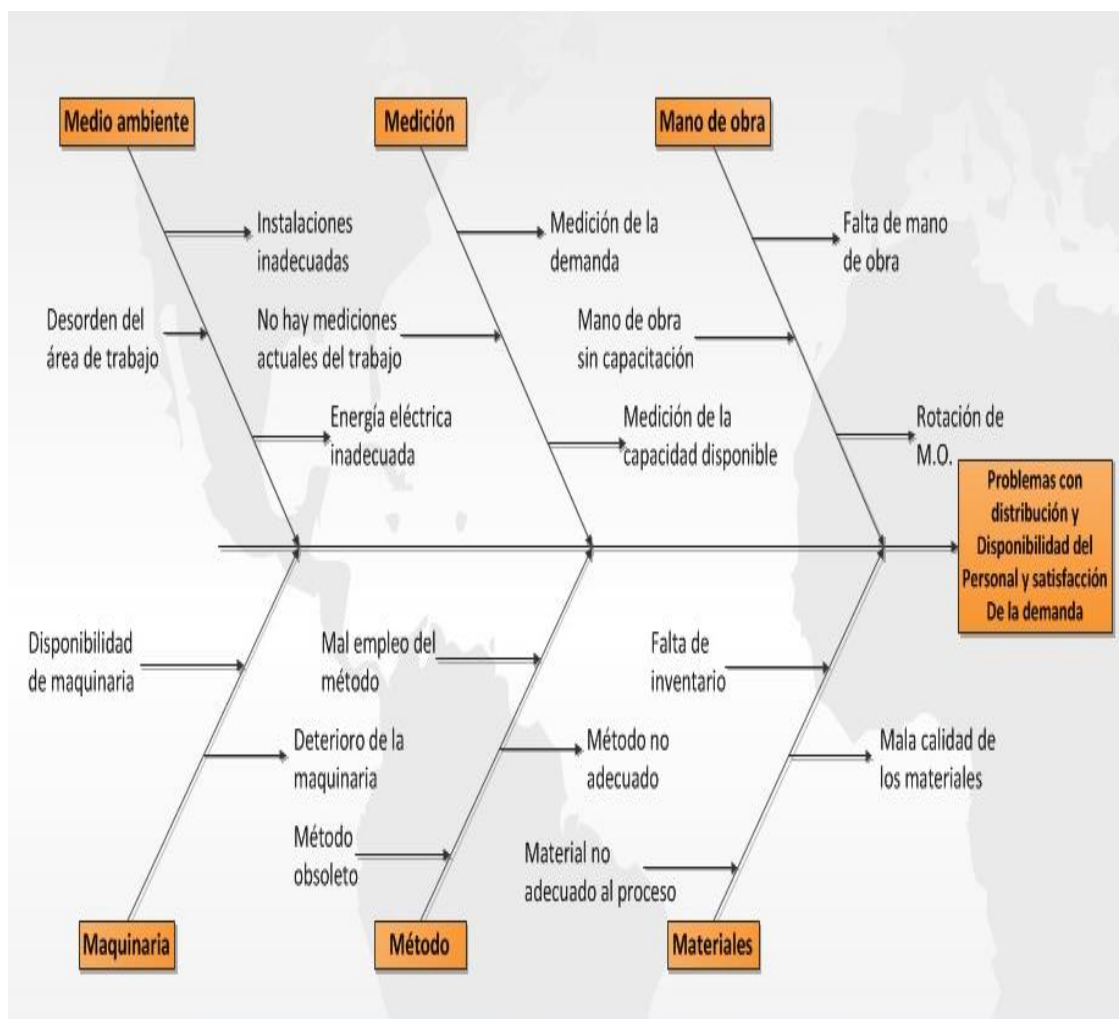 Medio ambiente
Medición
Mano de obra
Instalaciones
inadecuadas
Desorden del
área de trabajo
Energía eléctrica
inadecuada
Medición de la
demanda
No hay mediciones
actuales del trabajo
Medición de la
capacidad disponible
Falta de mano
de obra
Mano de obra
sin capacitación
Rotación de
M.O.
Problemas con
distribución y
Disponibilidad del
Personal y satisfacción
De la demanda
Disponibilidad
de maquinaria
Deterioro de la
maquinaria
Mal empleo del
método
Método no
adecuado
Método
obsoleto
Falta de
inventario
Mala calidad de
los materiales
Material no
adecuado al proceso
Maquinaria
Método
Materiales